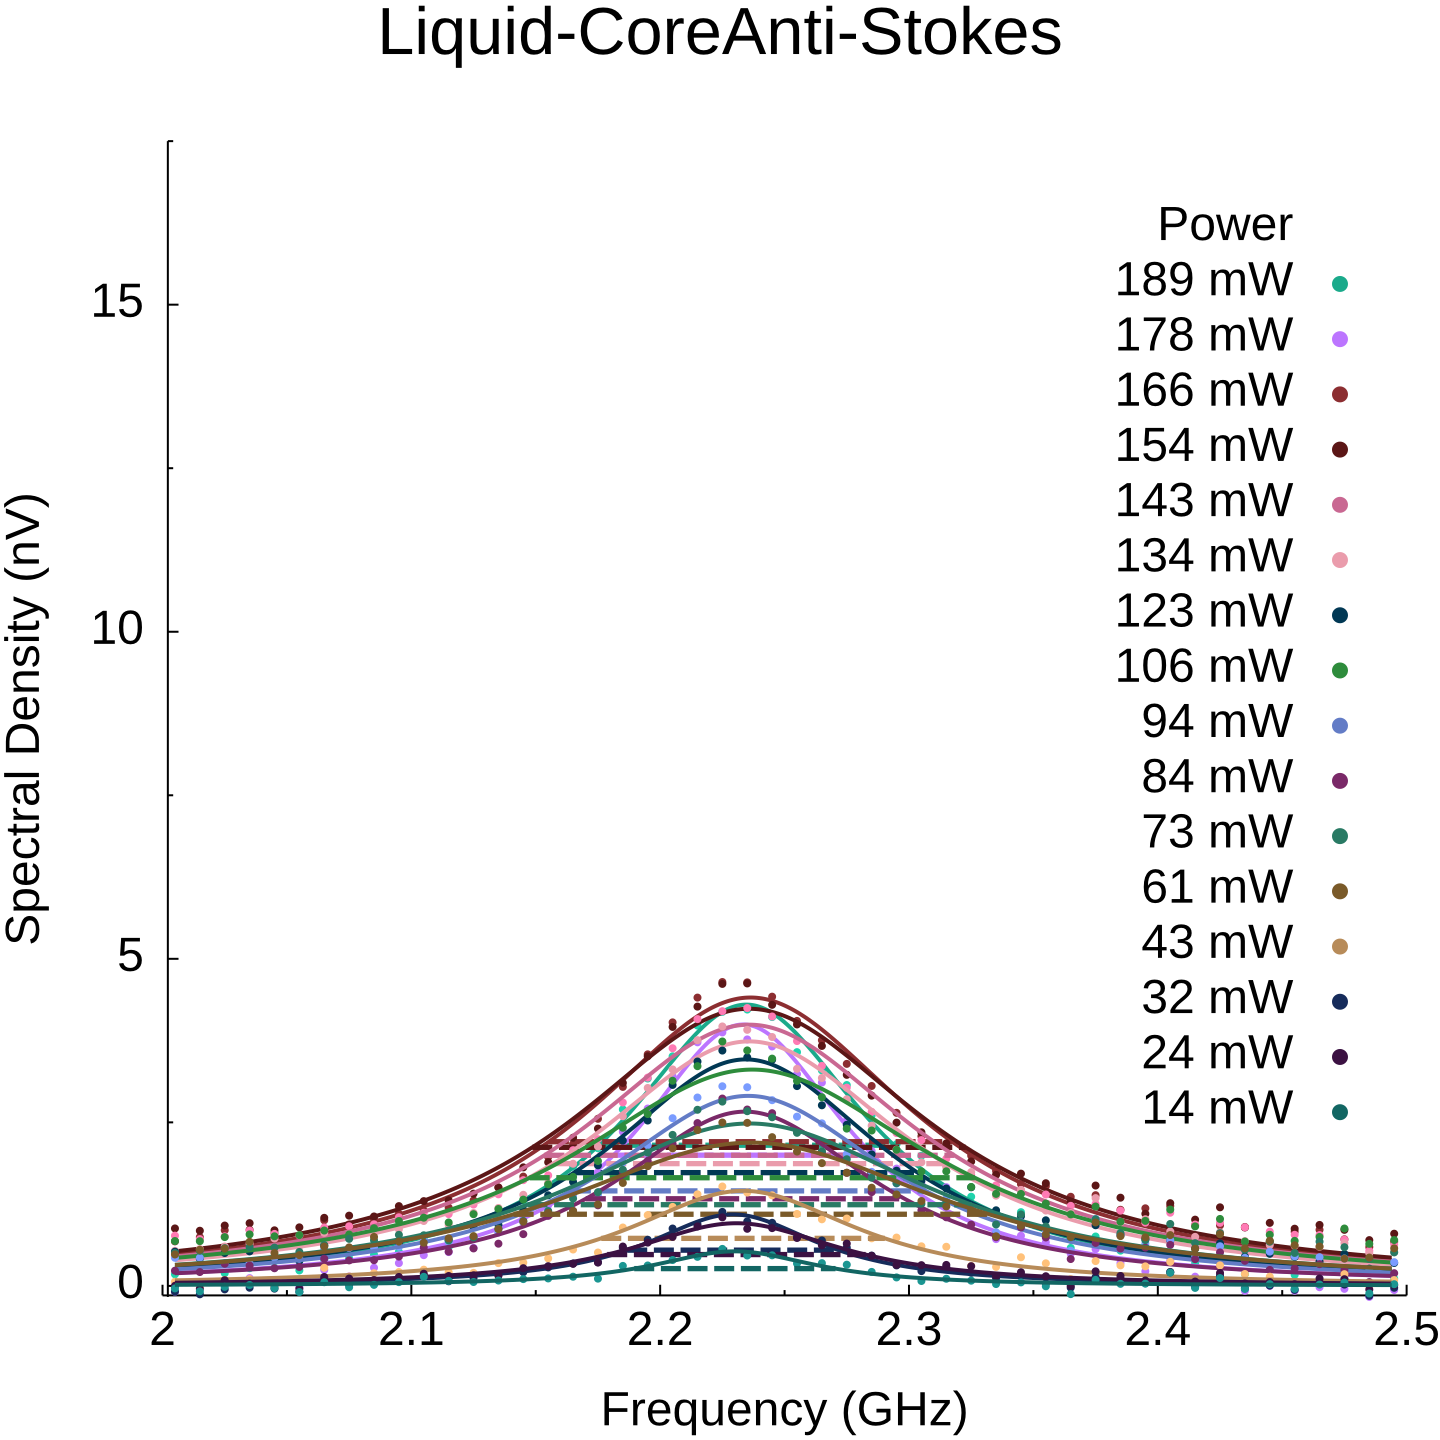 Liquid-CoreAnti-Stokes
Spectral Density (nV)
15
10
5
0
Power
189 mW
178 mW
166 mW
154 mW
143 mW
134 mW
123 mW
106 mW
94 mW
84 mW
73 mW
61 mW
43 mW
32 mW
24 mW
14 mW
2 2.1 2.2 2.3 2.4 2.5
Frequency (GHz)